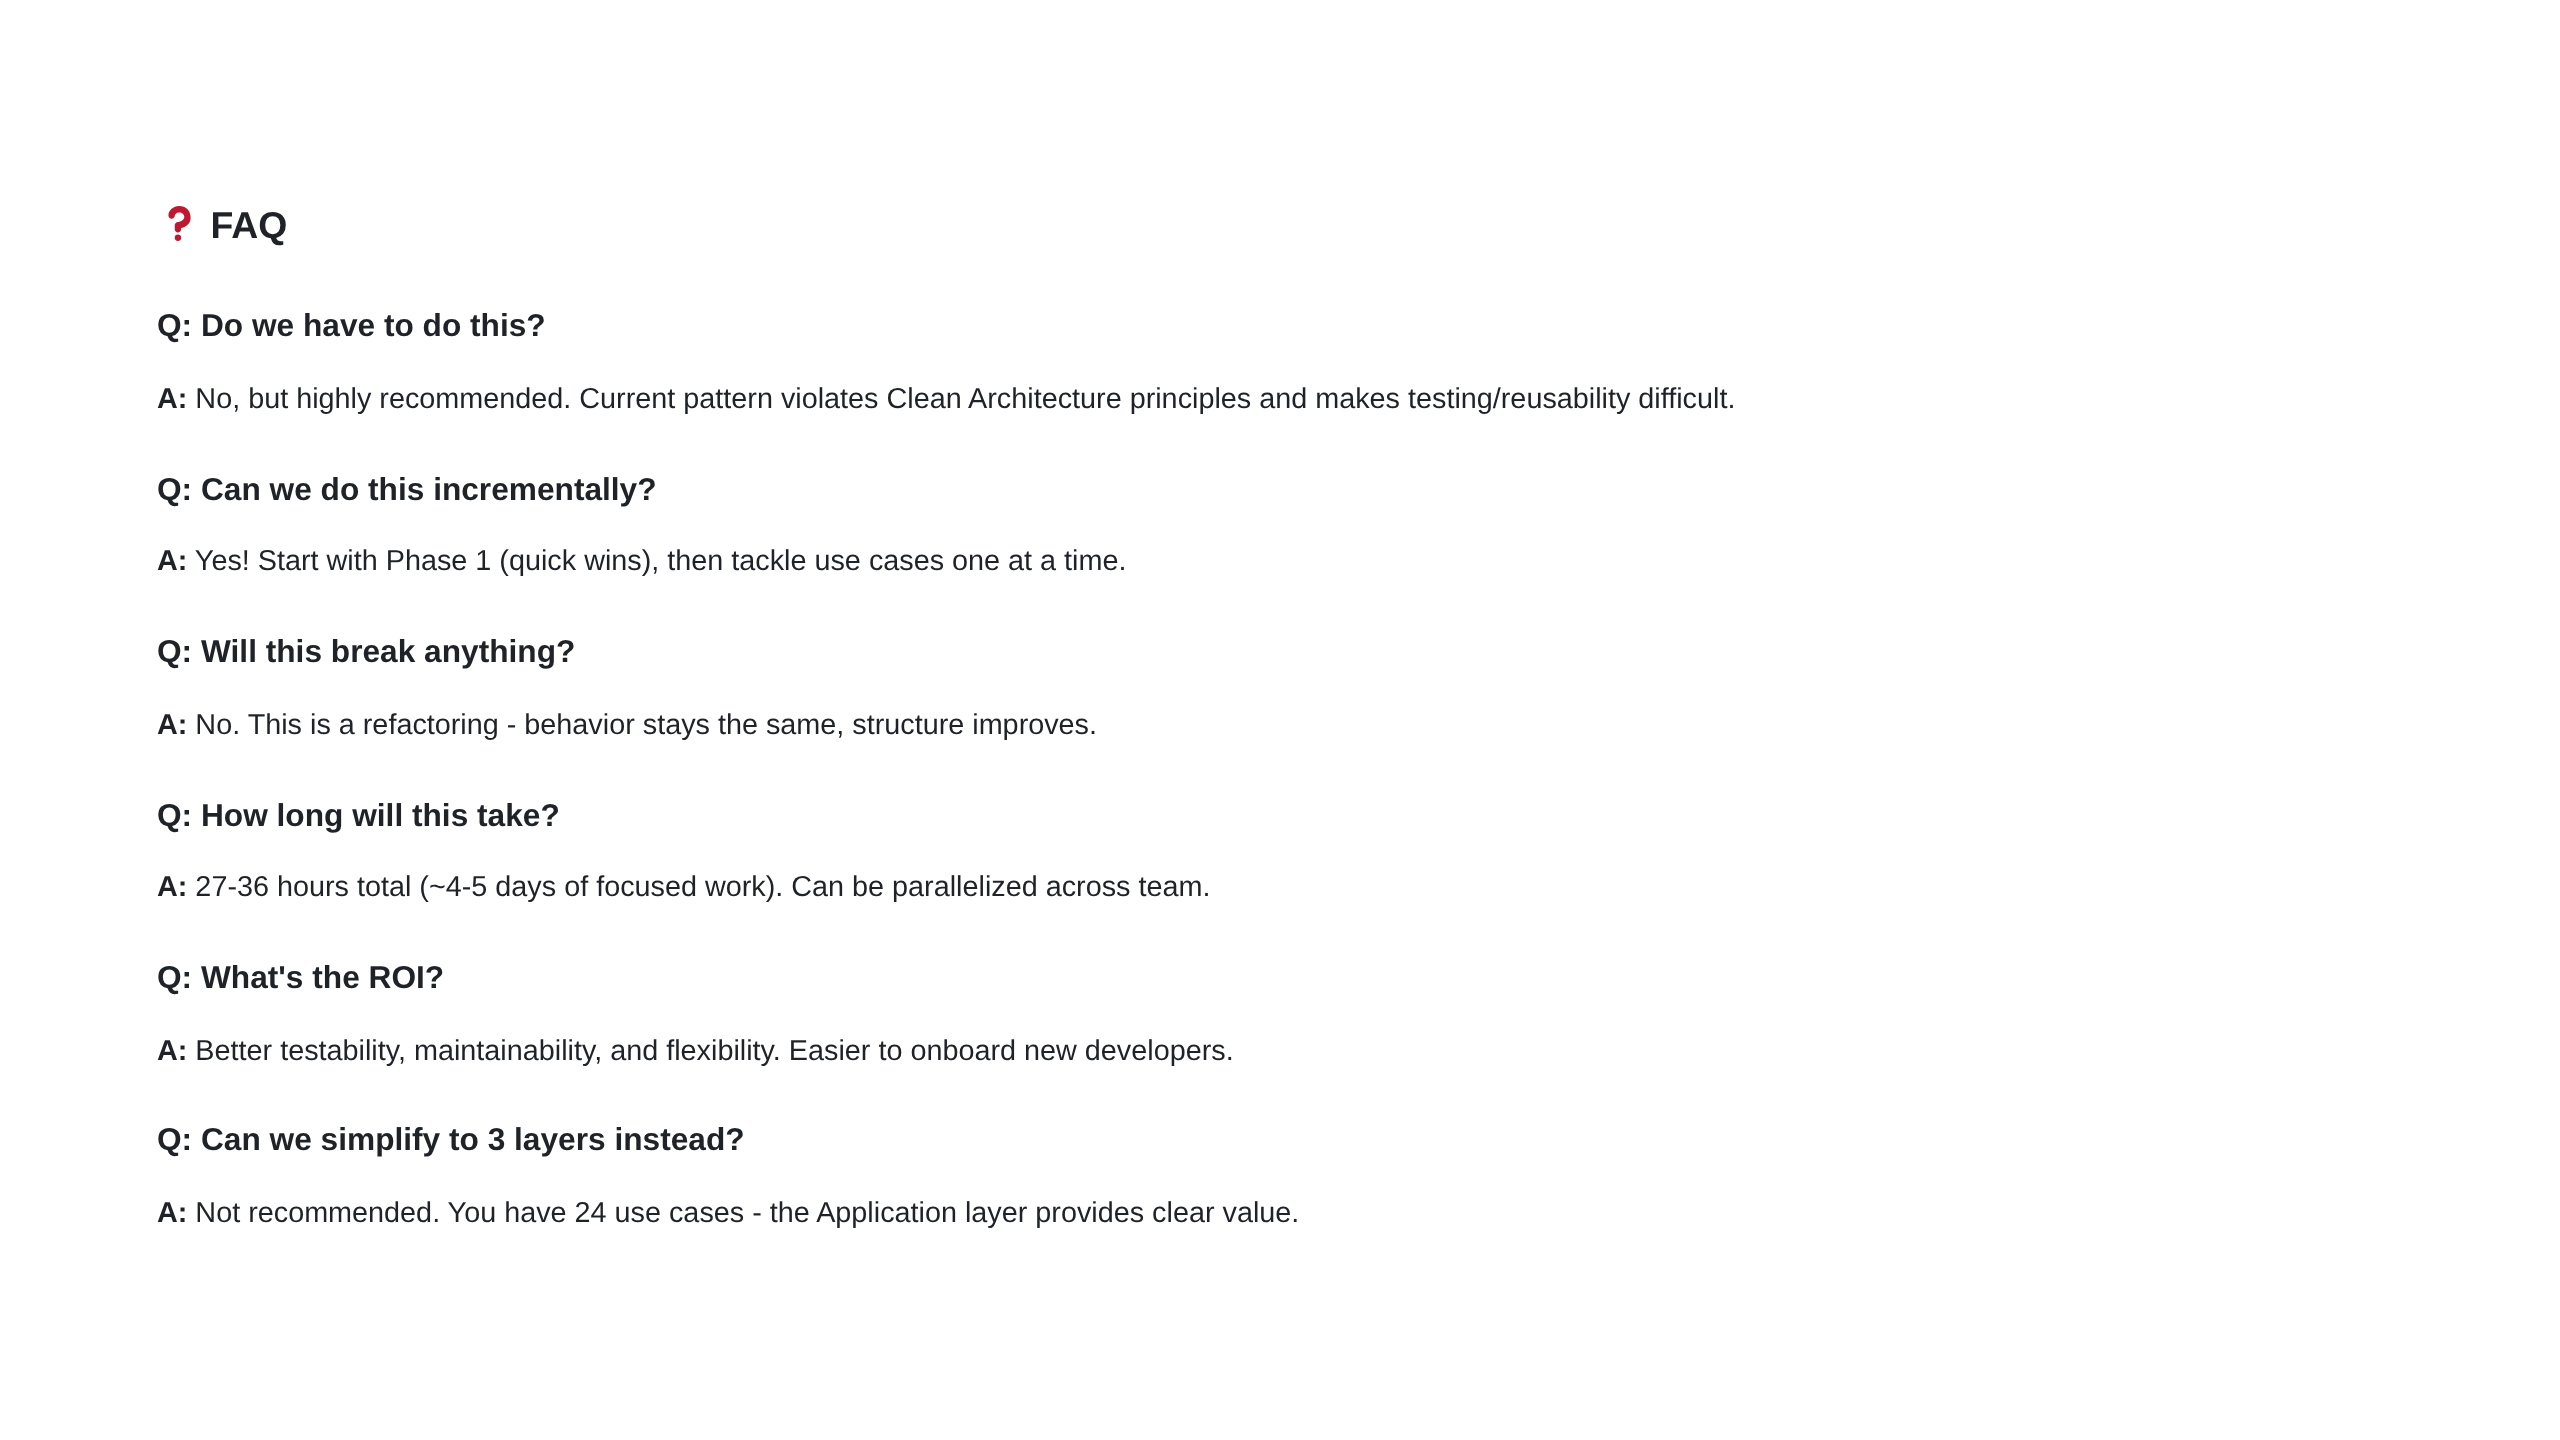 ❓ FAQ
Q: Do we have to do this?
A: No, but highly recommended. Current pattern violates Clean Architecture principles and makes testing/reusability difficult.
Q: Can we do this incrementally?
A: Yes! Start with Phase 1 (quick wins), then tackle use cases one at a time.
Q: Will this break anything?
A: No. This is a refactoring - behavior stays the same, structure improves.
Q: How long will this take?
A: 27-36 hours total (~4-5 days of focused work). Can be parallelized across team.
Q: What's the ROI?
A: Better testability, maintainability, and flexibility. Easier to onboard new developers.
Q: Can we simplify to 3 layers instead?
A: Not recommended. You have 24 use cases - the Application layer provides clear value.